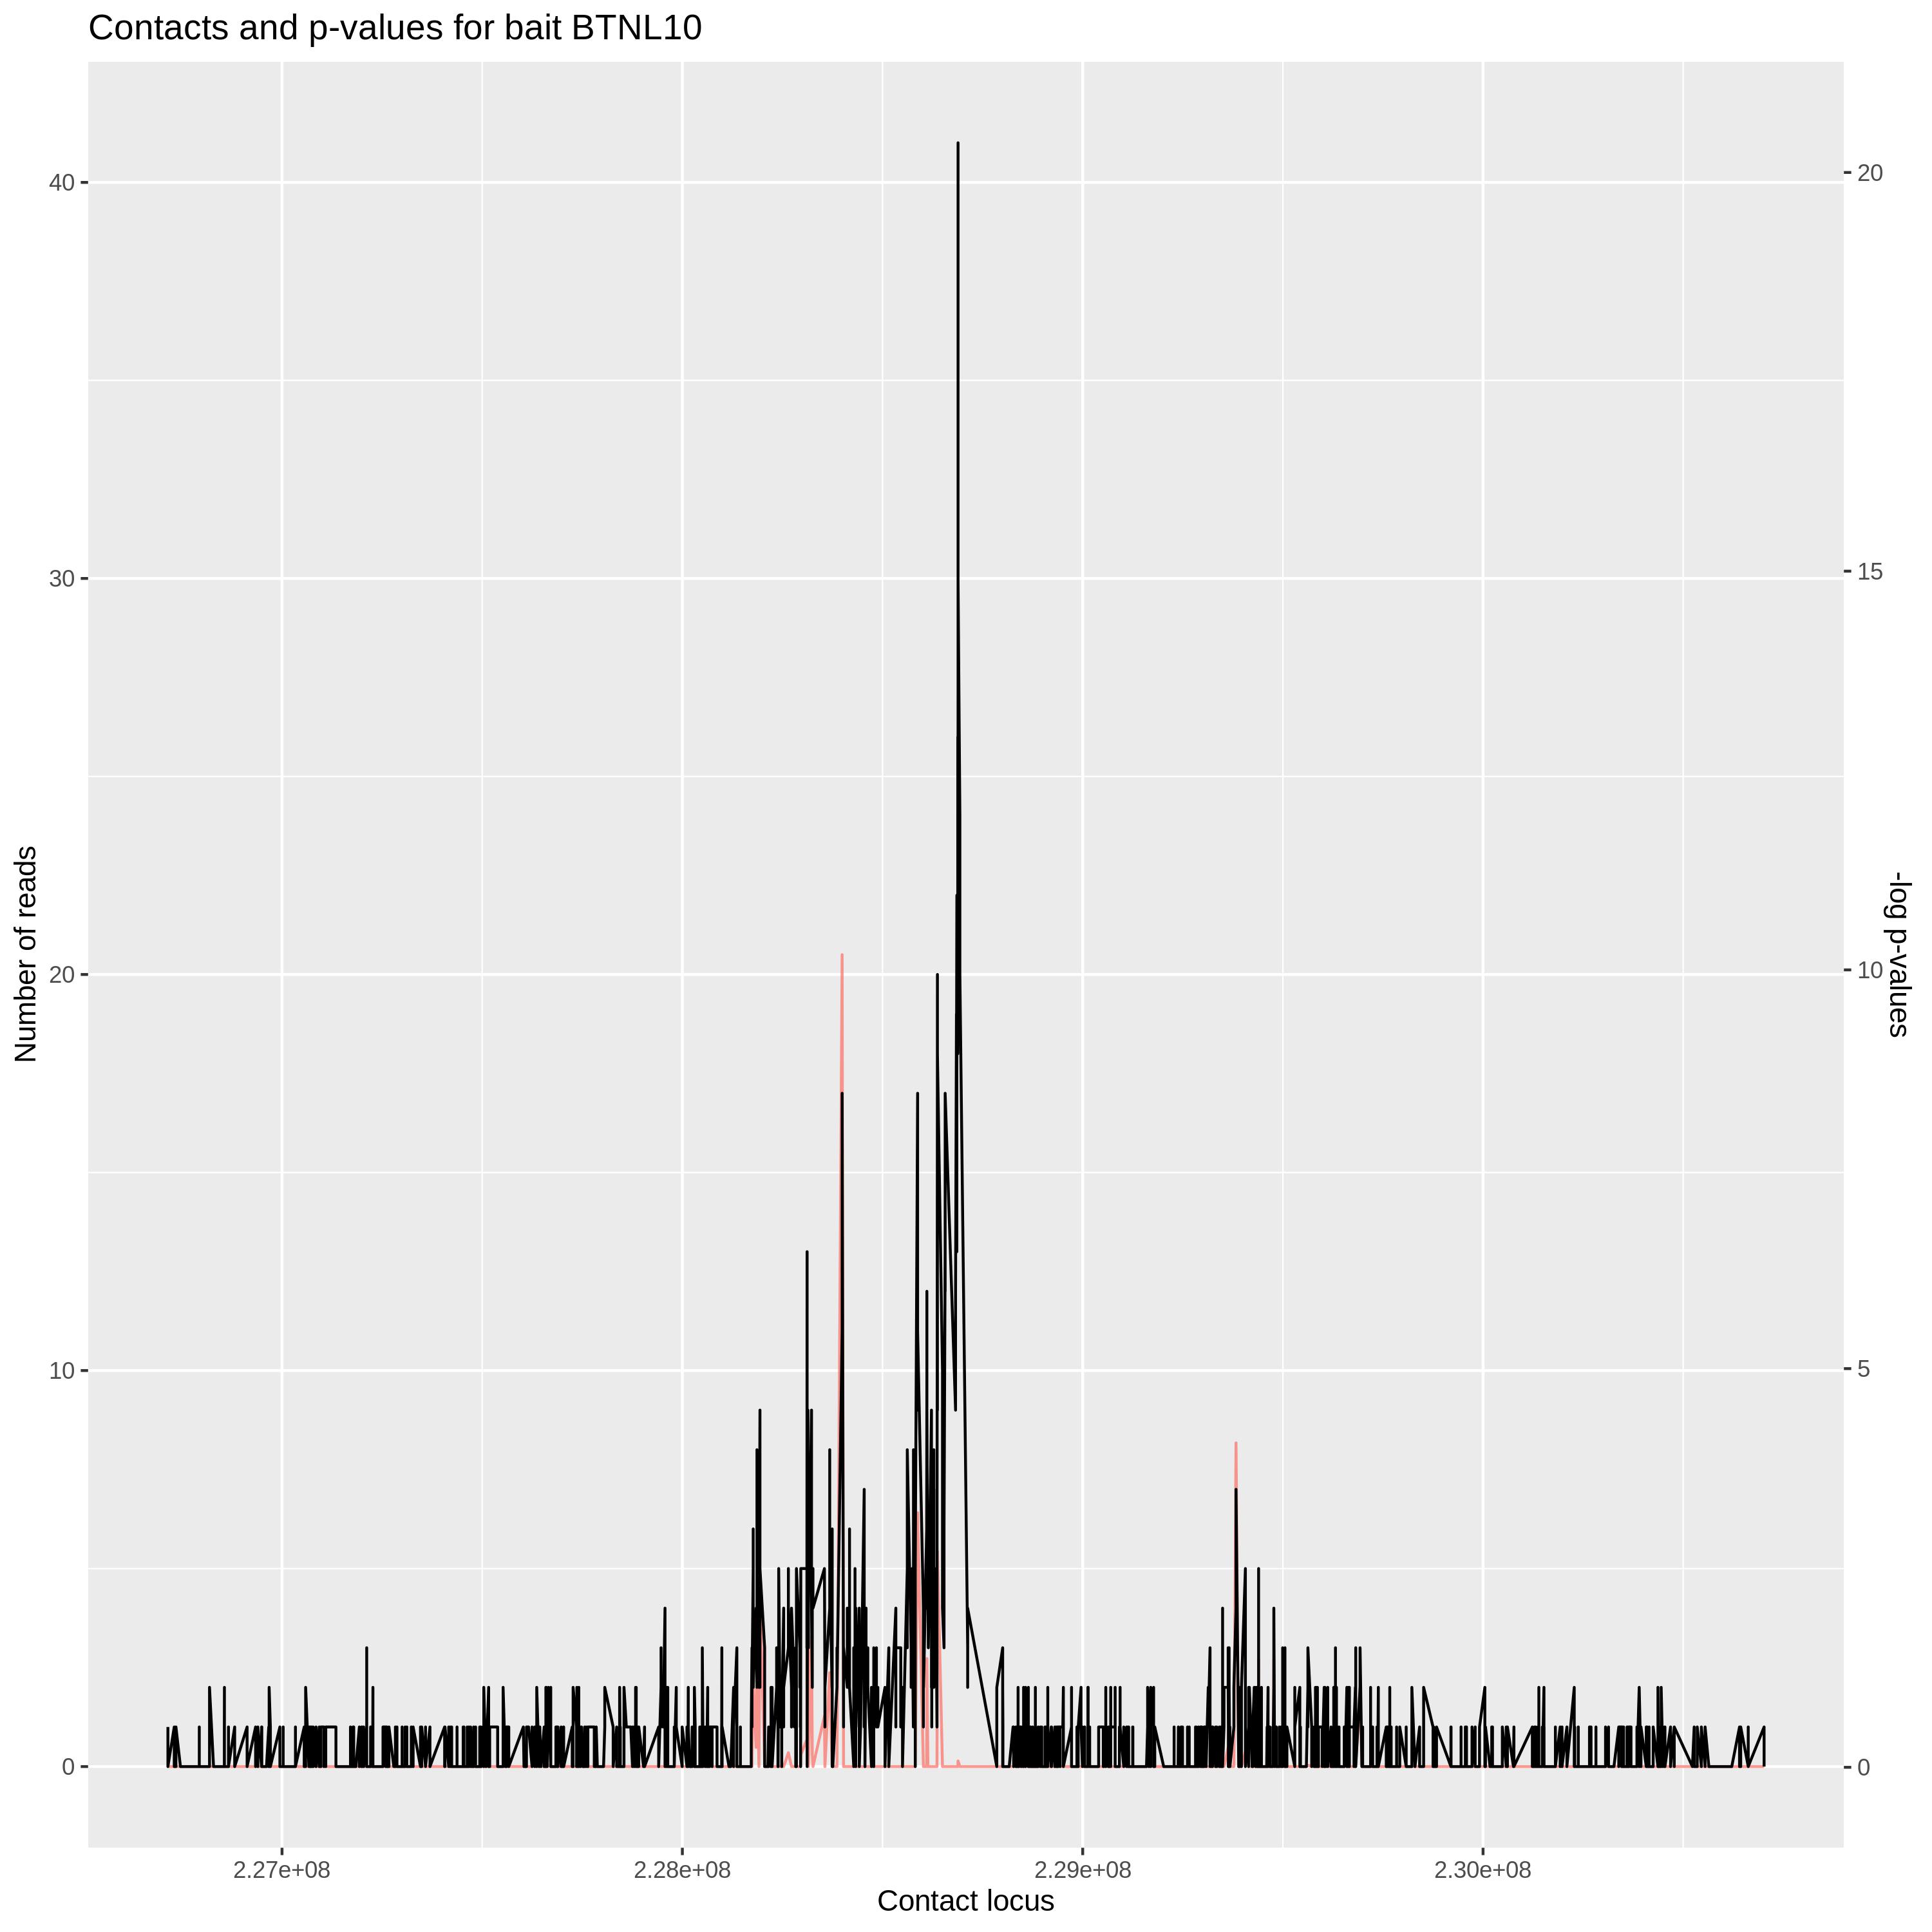 Contacts and p-values for bait BTNL10
40
30
20
10
0
20
15
10
5
0
Number of reads
-log p-values
2.27e+08 2.28e+08 2.29e+08 2.30e+08
Contact locus